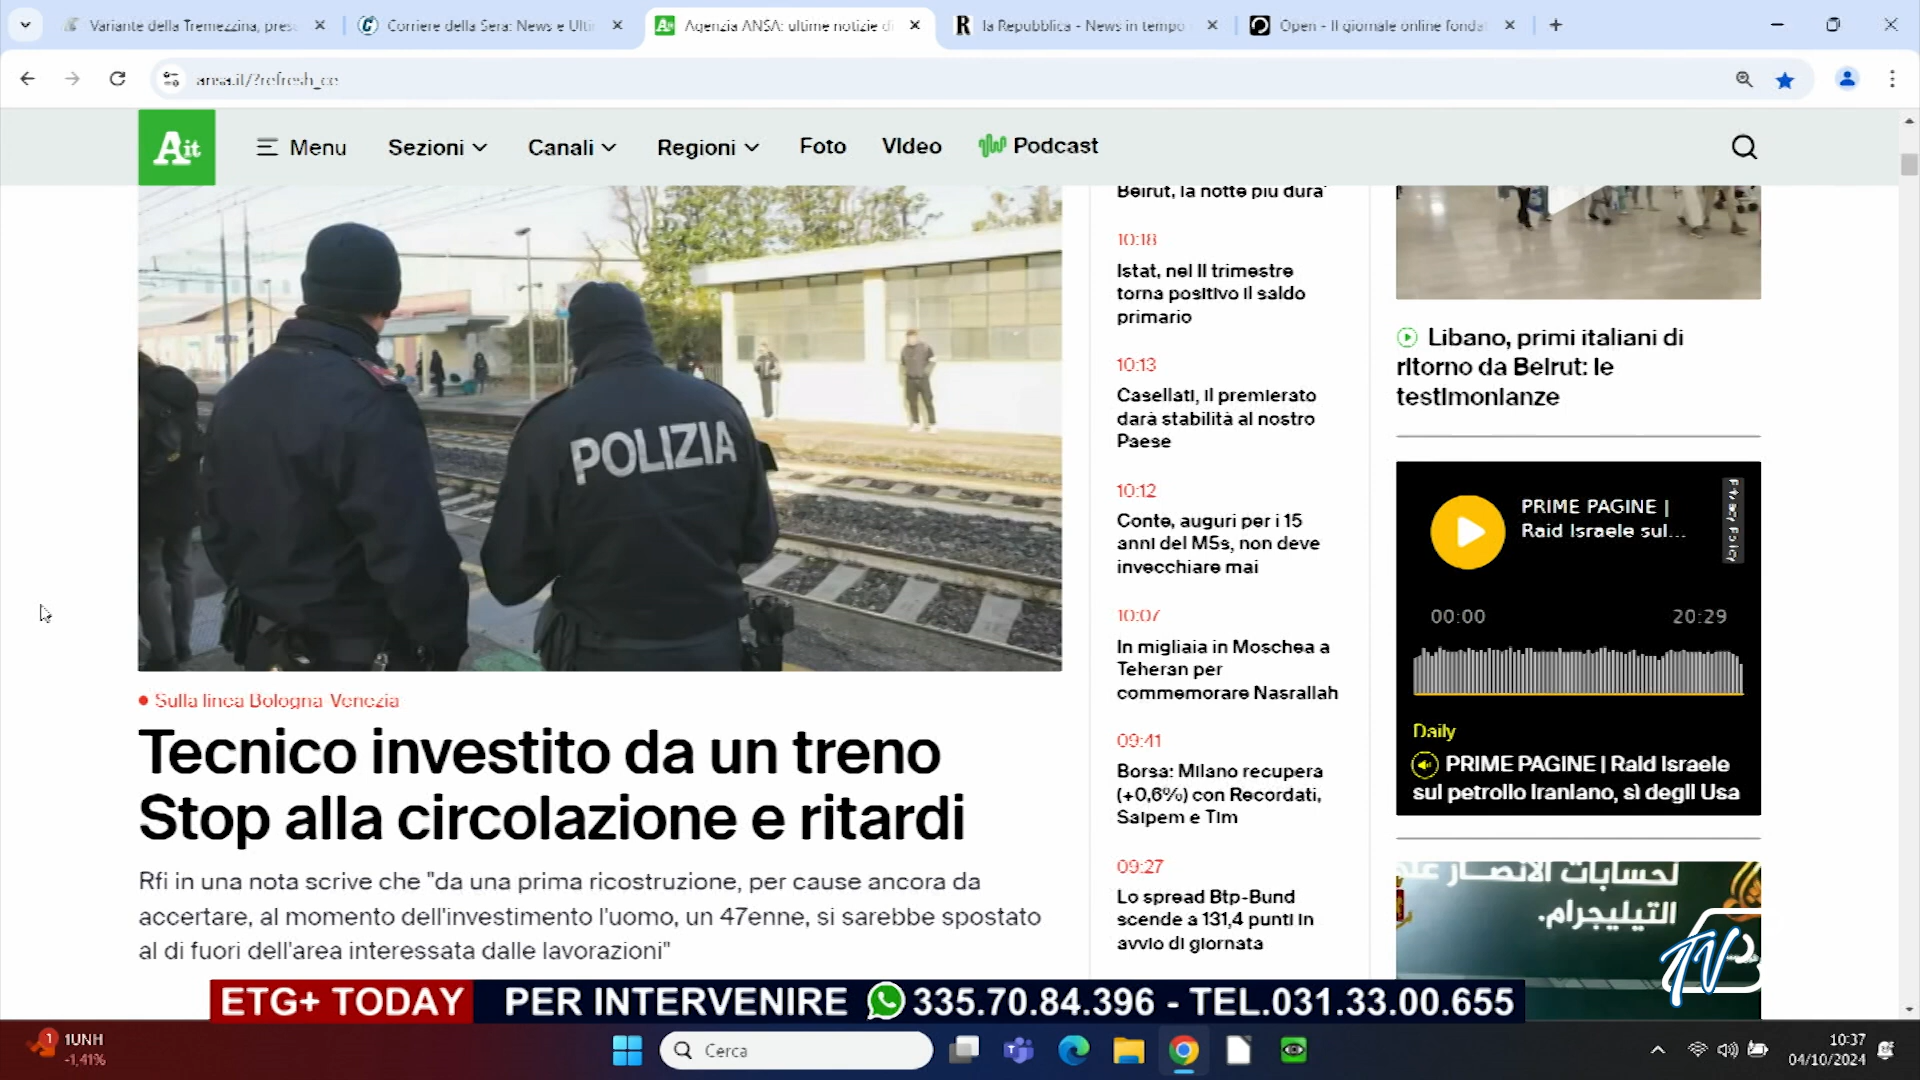 Variante della Tremezzina, pres
Corriere della Sera: News e Ulti
Agenzia ANSA: ultime notizie d
la Repubblica - News in tempo
Open - Il giornale online fonda
ansa.it/?refresh_ce
Ait
Menu
Sezioni
Canali
Regioni
Foto
Video
Podcast
POLIZIA
Sulla linea Bologna-Venezia
Tecnico investito da un treno
Stop alla circolazione e ritardi
Rfi in una nota scrive che "da una prima ricostruzione, per cause ancora da
accertare, al momento dell'investimento l'uomo, un 47enne, si sarebbe spostato
al di fuori dell'area interessata dalle lavorazioni"
Beirut, la notte più dura'
10:18
Istat, nel II trimestre
torna positivo il saldo
primario
10:13
Casellati, il premierato
darà stabilità al nostro
Paese
10:12
Conte, auguri per i 15
anni del M5s, non deve
invecchiare mai
10:07
In migliaia in Moschea a
Teheran per
commemorare Nasrallah
09:41
Borsa: Milano recupera
(+0,6%) con Recordati,
Saipem e Tim
09:27
Lo spread Btp-Bund
scende a 131,4 punti in
avvio di giornata
Libano, primi italiani di
ritorno da Beirut: le
testimonianze
PRIME PAGINE |
Raid Israele sul...
Privacy Policy
00:00
20:29
Daily
PRIME PAGINE | Raid Israele
sul petrolio iraniano, sì degli Usa
لحسابات الأنصار على
التيليجرام.
TV
ETG+ TODAY
PER INTERVENIRE 335.70.84.396 - TEL.031.33.00.655
1
1UNH
-1,41%
Cerca
10:37
04/10/2024